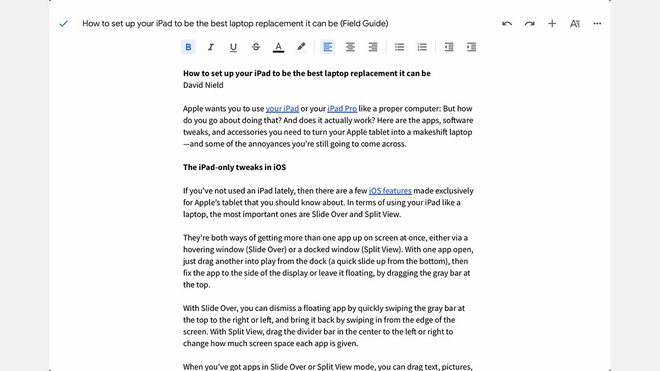 How to set up your iPad to be the best laptop replacement it can be (Field Guide)
B I U S A A
How to set up your iPad to be the best laptop replacement it can be
David Nield
Apple wants you to use your iPad or your iPad Pro like a proper computer: But how
do you go about doing that? And does it actually work? Here are the apps, software
tweaks, and accessories you need to turn your Apple tablet into a makeshift laptop
—and some of the annoyances you're still going to come across.
The iPad-only tweaks in iOS
If you've not used an iPad lately, then there are a few iOS features made exclusively
for Apple's tablet that you should know about. In terms of using your iPad like a
laptop, the most important ones are Slide Over and Split View.
They're both ways of getting more than one app up on screen at once, either via a
hovering window (Slide Over) or a docked window (Split View). With one app open,
just drag another into play from the dock (a quick slide up from the bottom), then
fix the app to the side of the display or leave it floating, by dragging the gray bar at
the top.
With Slide Over, you can dismiss a floating app by quickly swiping the gray bar at
the top to the right or left, and bring it back by swiping in from the edge of the
screen. With Split View, drag the divider bar in the center to the left or right to
change how much screen space each app is given.
When you've got apps in Slide Over or Split View mode, you can drag text, pictures,